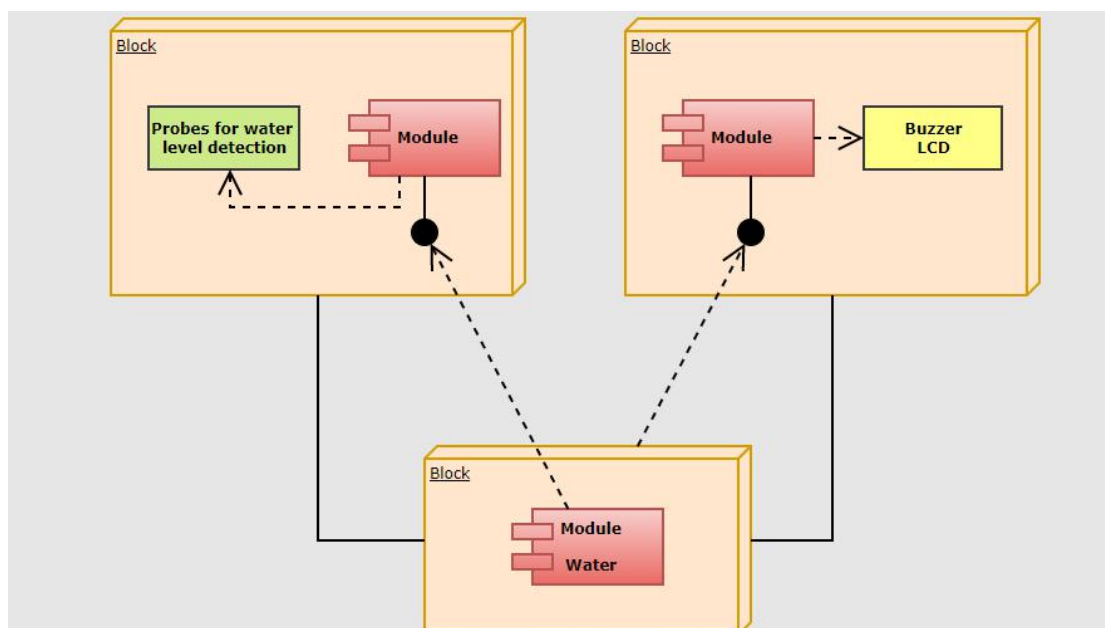 Block
Probes for water
level detection
Module
Block
Module
Buzzer
LCD
Block
Module
Water